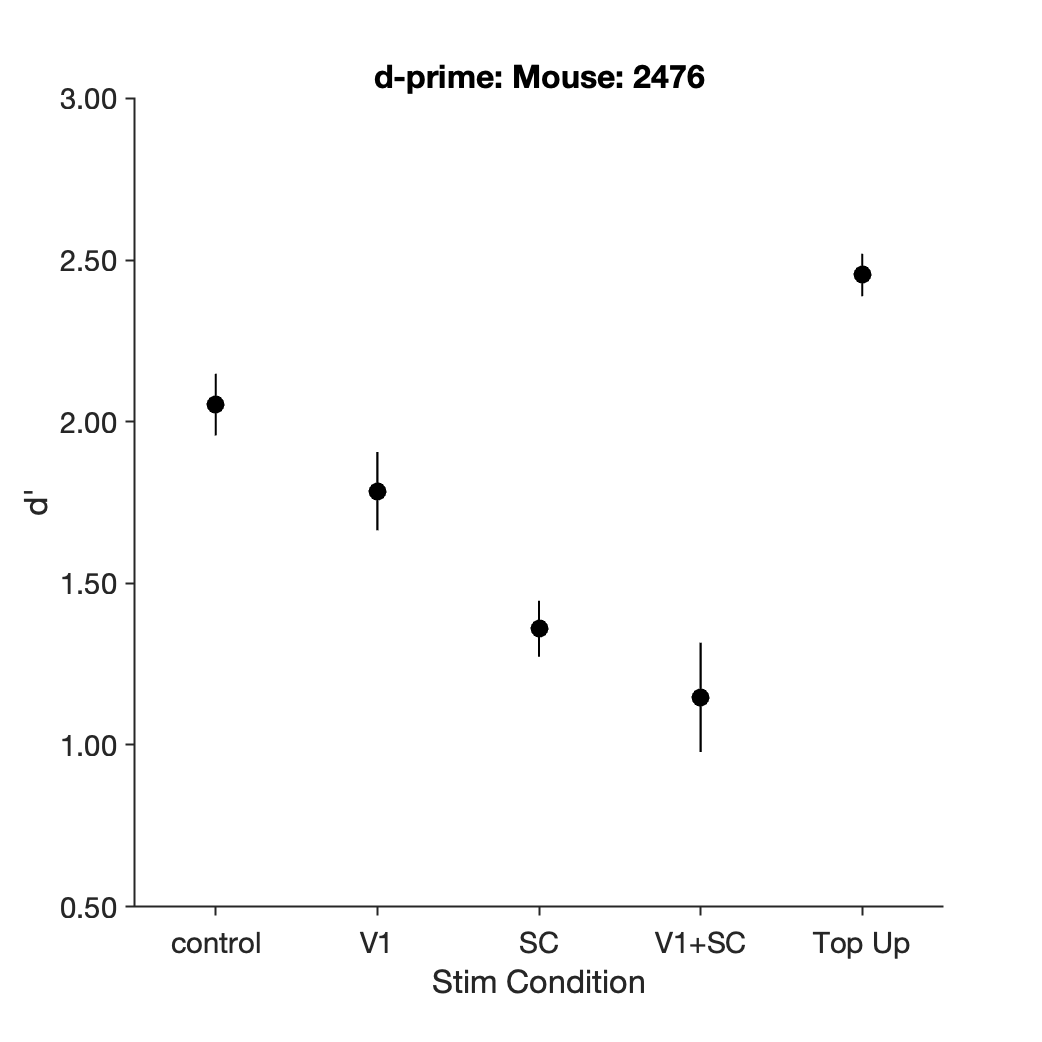 d-prime: Mouse: 2476
3.00
2.50
2.00
1.50
1.00
0.50
d'
control V1 SC V1+SC Top Up
Stim Condition